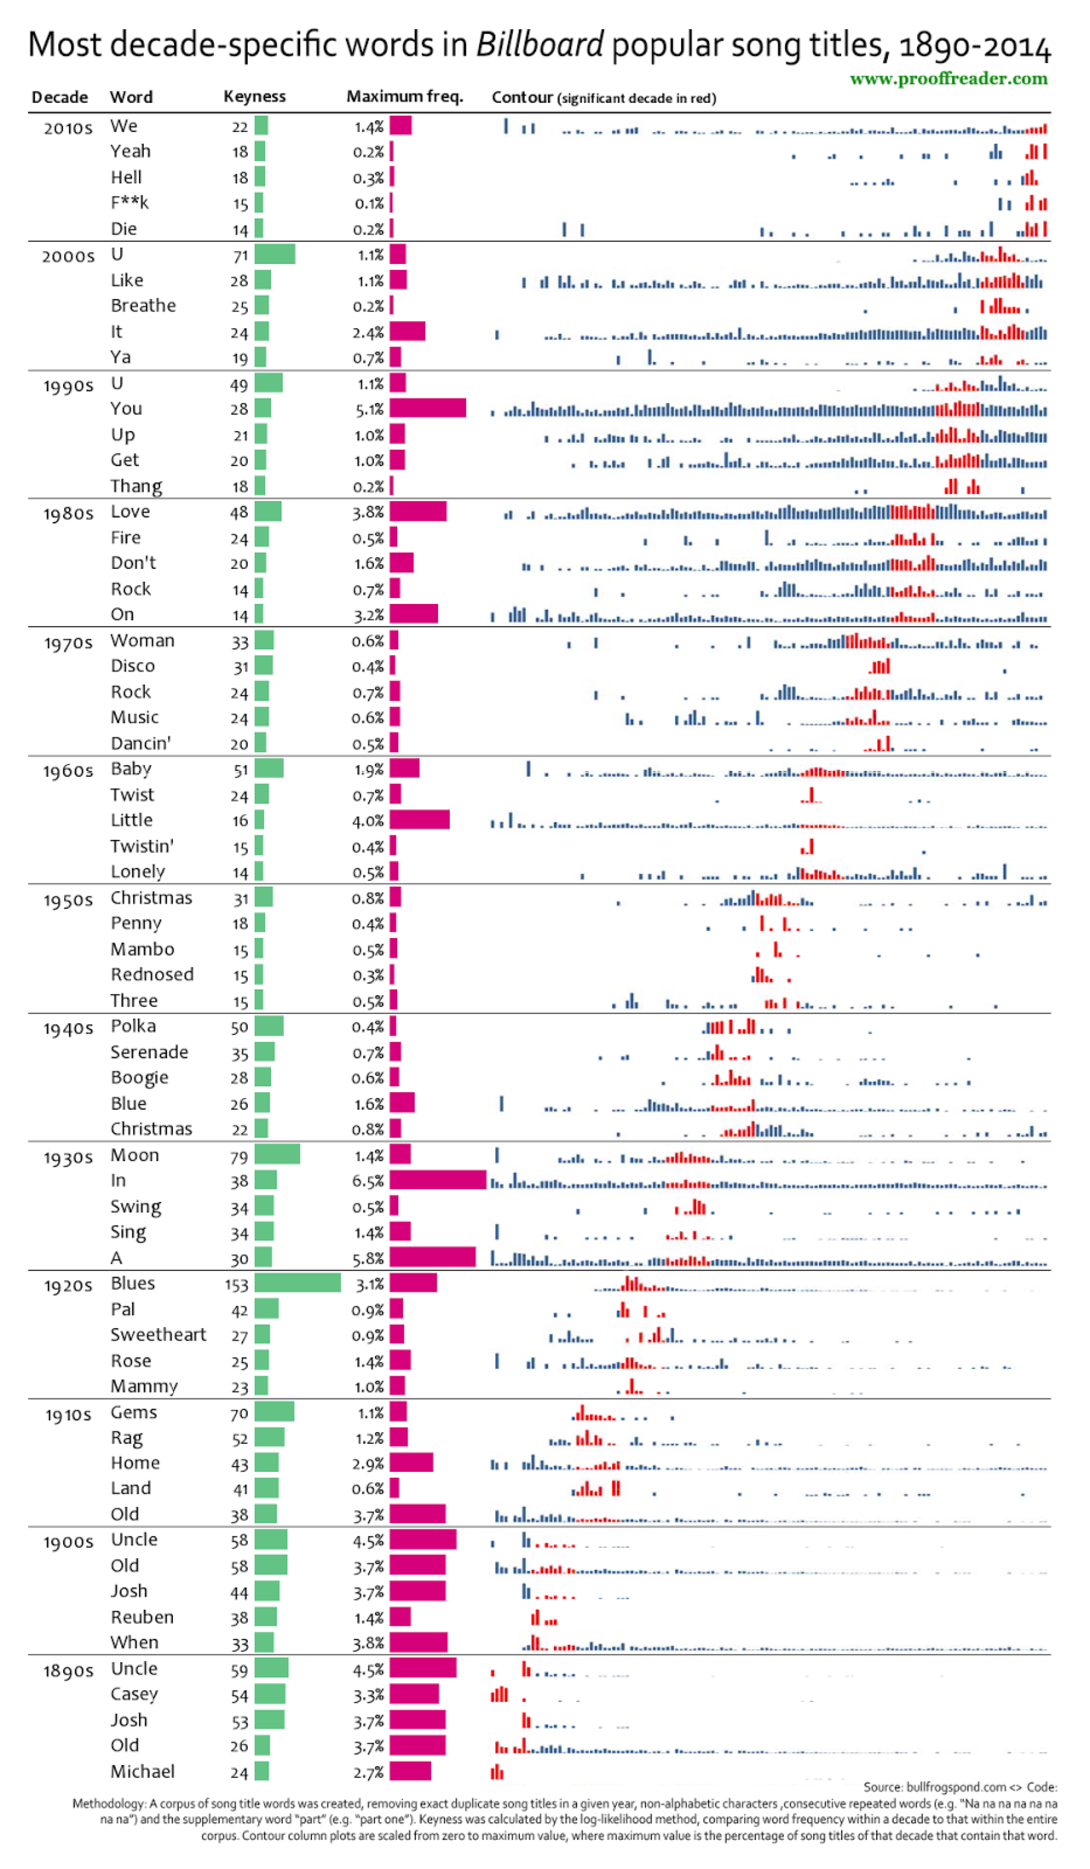 Most decade-specific words in Billboard popular song titles, 1890-2014
www.prooffreader.com
Decade Word Keyness Maximum freq. Contour (significant decade in red)
2010s We 22 1.4%
Yeah 18 0.2%
Hell 18 0.3%
F**k 15 0.1%
Die 14 0.2%
2000s U 71 1.1%
Like 28 1.1%
Breathe 25 0.2%
It 24 2.4%
Ya 19 0.7%
1990s U 49 1.1%
You 28 5.1%
Up 21 1.0%
Get 20 1.0%
Thang 18 0.2%
1980s Love 48 3.8%
Fire 24 0.5%
Don't 20 1.6%
Rock 14 0.7%
On 14 3.2%
1970s Woman 33 0.6%
Disco 31 0.4%
Rock 24 0.7%
Music 24 0.6%
Dancin' 20 0.5%
1960s Baby 51 1.9%
Twist 24 0.7%
Little 16 4.0%
Twistin' 15 0.4%
Lonely 14 0.5%
1950s Christmas 31 0.8%
Penny 18 0.4%
Mambo 15 0.5%
Rednosed 15 0.3%
Three 15 0.5%
1940s Polka 50 0.4%
Serenade 35 0.7%
Boogie 28 0.6%
Blue 26 1.6%
Christmas 22 0.8%
1930s Moon 79 1.4%
In 38 6.5%
Swing 34 0.5%
Sing 34 1.4%
A 30 5.8%
1920s Blues 153 3.1%
Pal 42 0.9%
Sweetheart 27 0.9%
Rose 25 1.4%
Mammy 23 1.0%
1910s Gems 70 1.1%
Rag 52 1.2%
Home 43 2.9%
Land 41 0.6%
Old 38 3.7%
1900s Uncle 58 4.5%
Old 58 3.7%
Josh 44 3.7%
Reuben 38 1.4%
When 33 3.8%
1890s Uncle 59 4.5%
Casey 54 3.3%
Josh 53 3.7%
Old 26 3.7%
Michael 24 2.7%
Source: bullfrogspond.com <> Code:
Methodology: A corpus of song title words was created, removing exact duplicate song titles in a given year, non-alphabetic characters ,consecutive repeated words (e.g. "Na na na na na na
na na") and the supplementary word "part" (e.g. "part one"). Keyness was calculated by the log-likelihood method, comparing word frequency within a decade to that within the entire
corpus. Contour column plots are scaled from zero to maximum value, where maximum value is the percentage of song titles of that decade that contain that word.